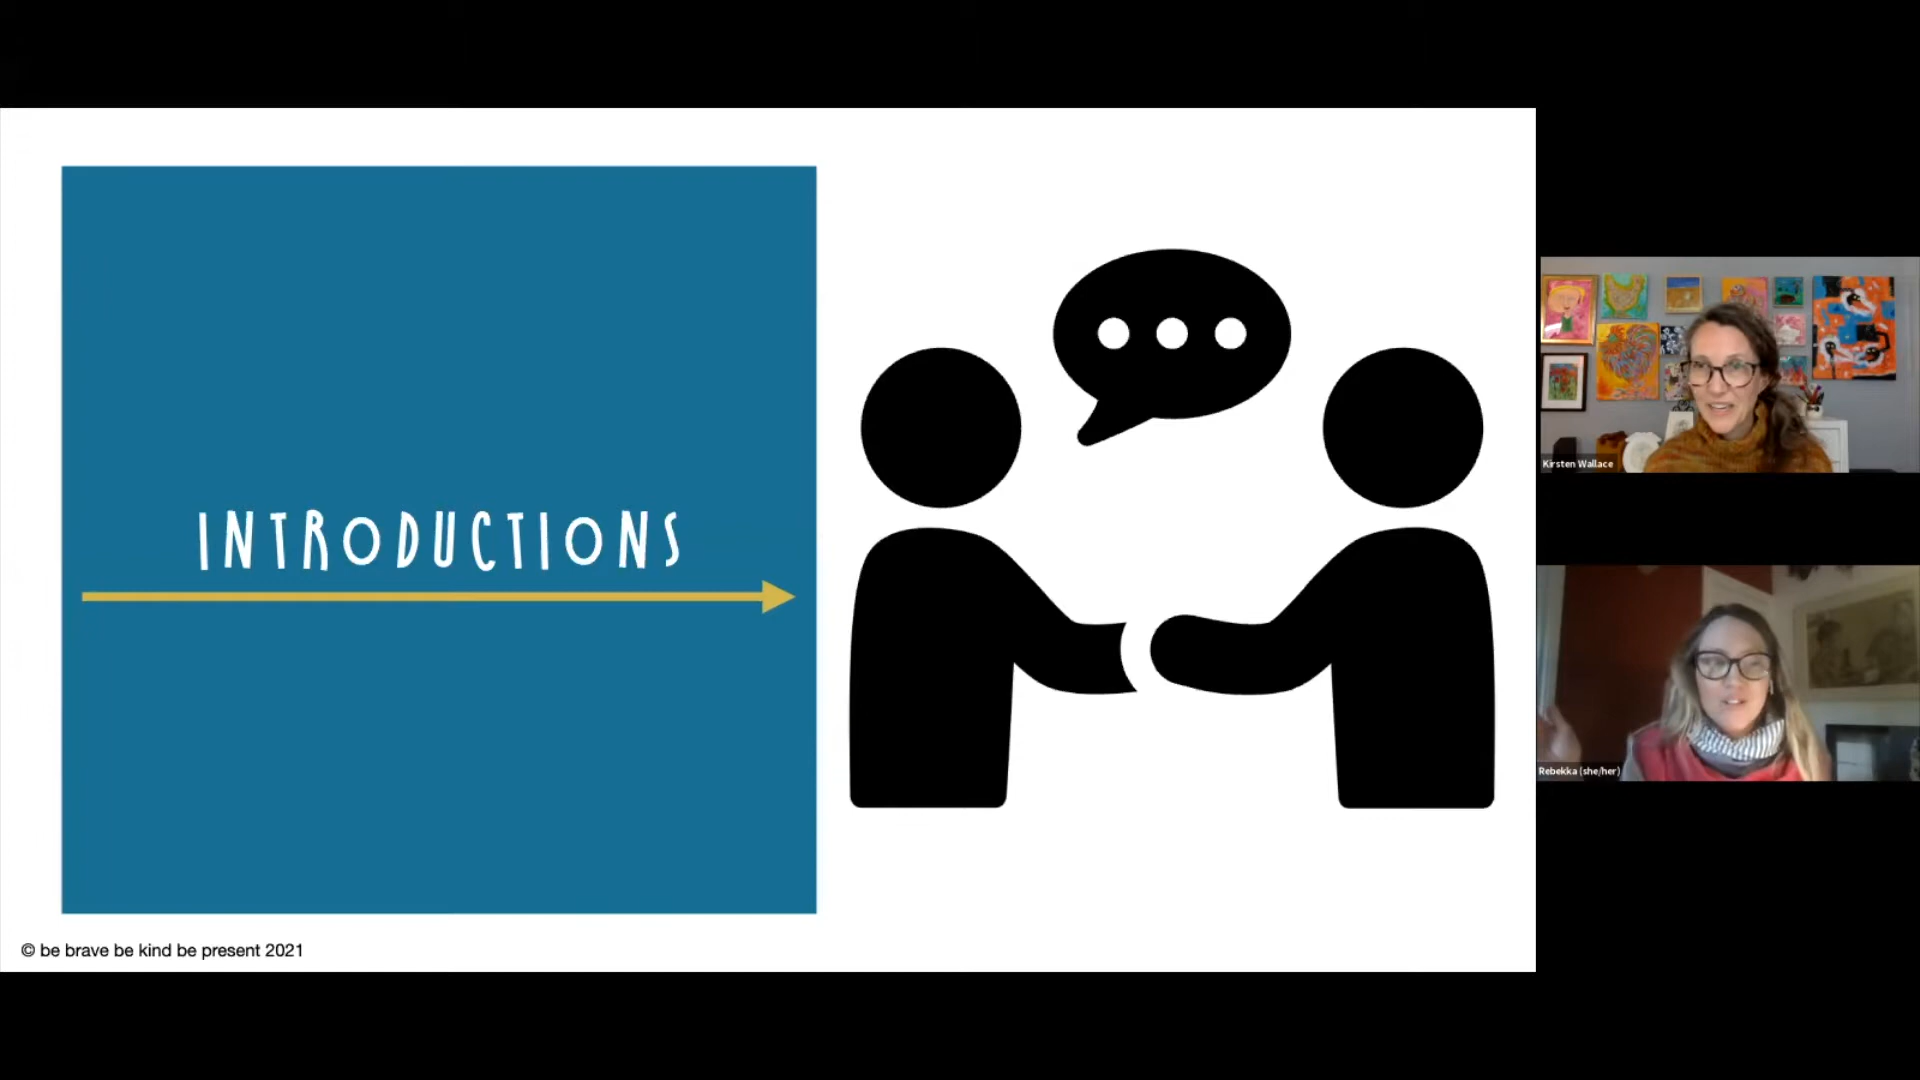 INTRODUCTIONS
© be brave be kind be present 2021
Kirsten Wallace
Rebekka (she/her)